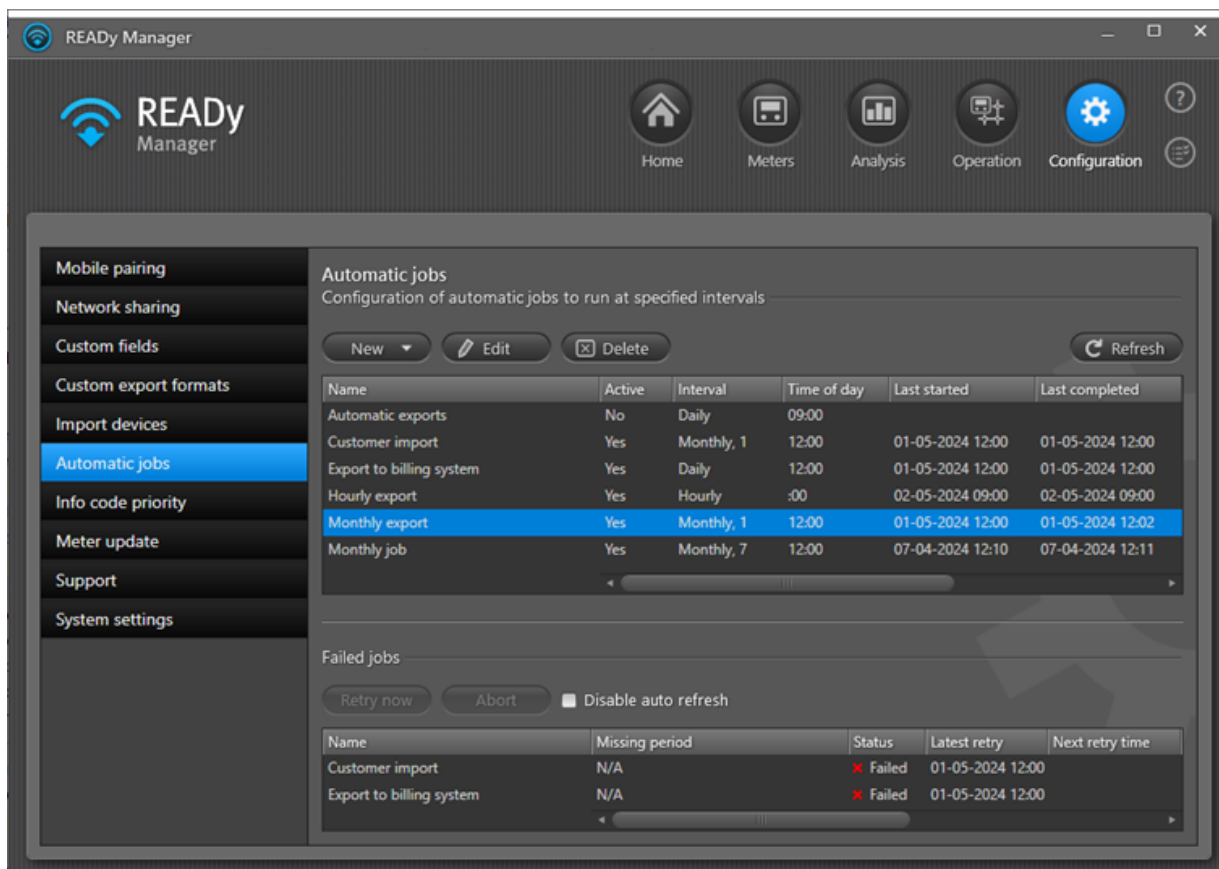 READy Manager
READy
Manager
Home Meters Analysis Operation Configuration
?
Mobile pairing
Network sharing
Custom fields
Custom export formats
Import devices
Automatic jobs
Info code priority
Meter update
Support
System settings
Automatic jobs
Configuration of automatic jobs to run at specified intervals
New Edit Delete Refresh
Name Active Interval Time of day Last started Last completed
Automatic exports No Daily 09:00
Customer import Yes Monthly, 1 12:00 01-05-2024 12:00 01-05-2024 12:00
Export to billing system Yes Daily 12:00 01-05-2024 12:00 01-05-2024 12:00
Hourly export Yes Hourly :00 02-05-2024 09:00 02-05-2024 09:00
Monthly export Yes Monthly, 1 12:00 01-05-2024 12:00 01-05-2024 12:02
Monthly job Yes Monthly, 7 12:00 07-04-2024 12:10 07-04-2024 12:11
Failed jobs
Retry now Abort Disable auto refresh
Name Missing period Status Latest retry Next retry time
Customer import N/A Failed 01-05-2024 12:00
Export to billing system N/A Failed 01-05-2024 12:00